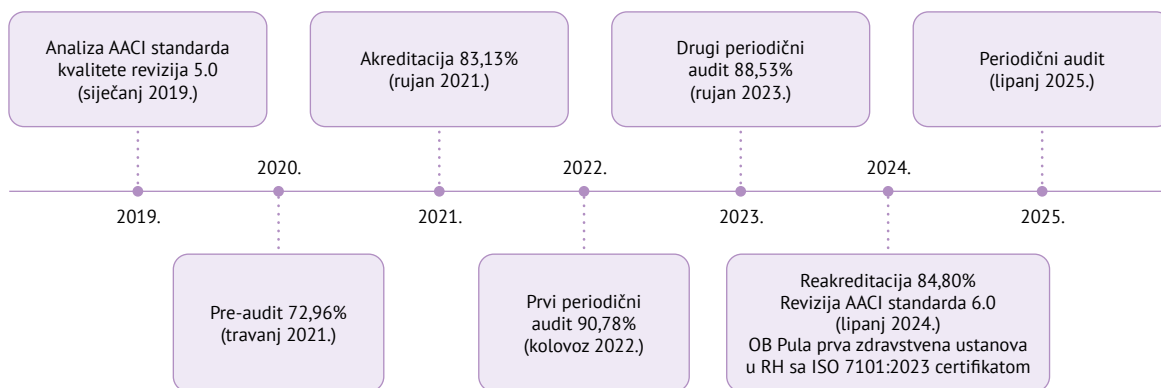 Analiza AACI standarda
kvalitete revizija 5.0
(siječanj 2019.)
Akreditacija 83,13%
(rujan 2021.)
Drugi periodični
audit 88,53%
(rujan 2023.)
Periodični audit
(lipanj 2025.)
2020.
2022.
2024.
2019.
2021.
2023.
2025.
Pre-audit 72,96%
(travanj 2021.)
Prvi periodični
audit 90,78%
(kolovoz 2022.)
Reakreditacija 84,80%
Revizija AACI standarda 6.0
(lipanj 2024.)
OB Pula prva zdravstvena ustanova
u RH sa ISO 7101:2023 certifikatom